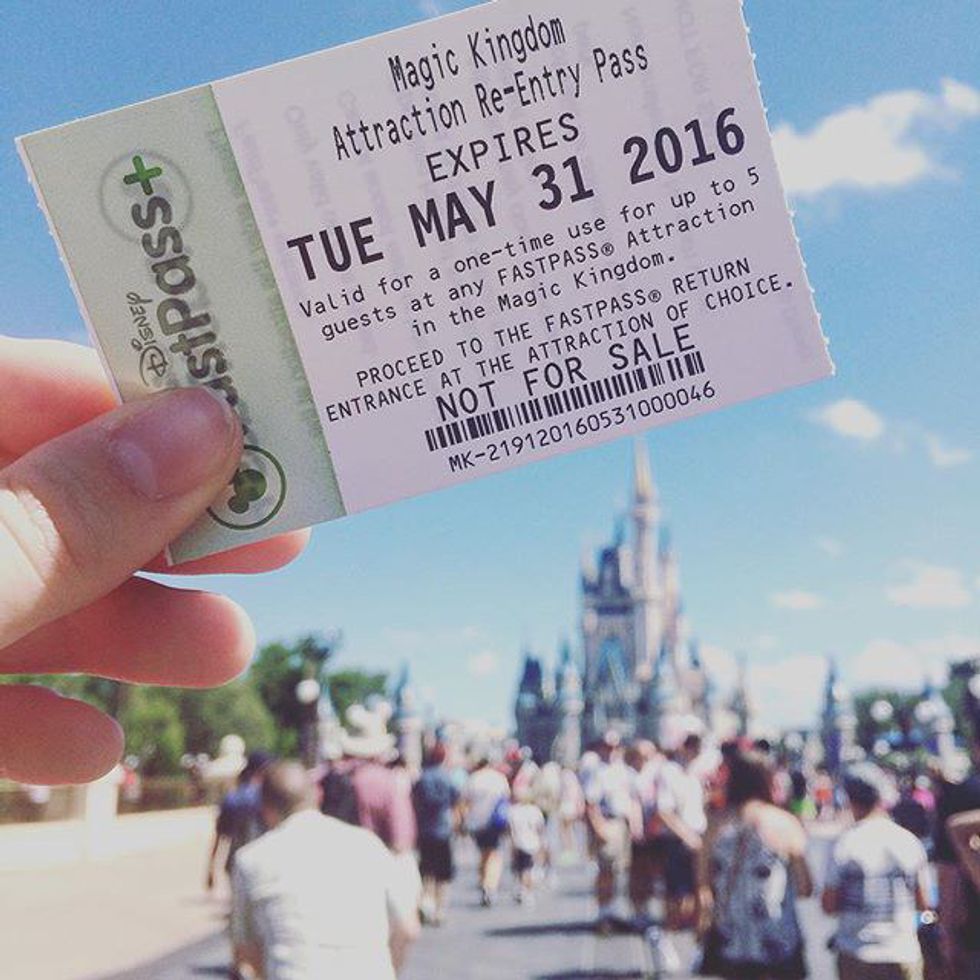 Magic Kingdom
Attraction Re-Entry Pass
EXPIRES
TUE MAY 31 2016
Valid for a one-time use for up to 5
guests at any FASTPASS® Attraction
in the Magic Kingdom.
PROCEED TO THE FASTPASS® RETURN
ENTRANCE AT THE ATTRACTION OF CHOICE.
NOT FOR SALE
MK-219120160531000046
Disney
fastpass+